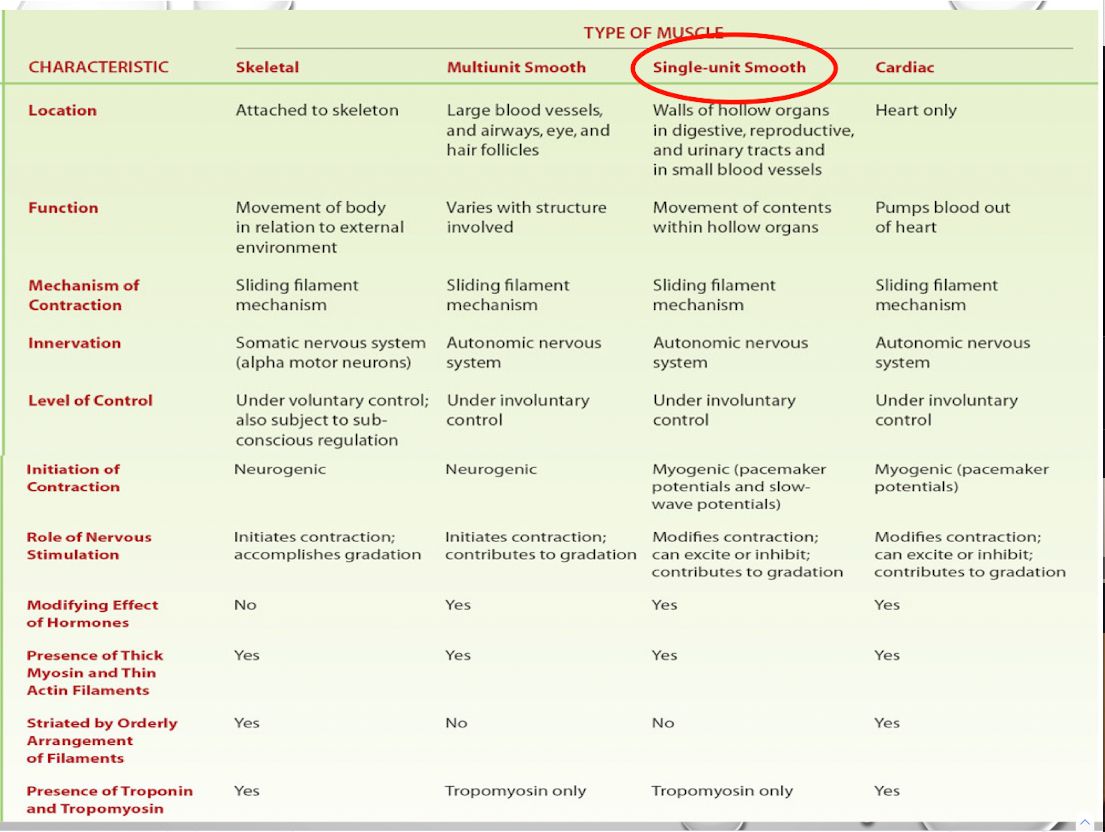 TYPE OF MUSCLE
CHARACTERISTIC Skeletal Multiunit Smooth Single-unit Smooth Cardiac
Location Attached to skeleton Large blood vessels, Walls of hollow organs Heart only
and airways, eye, and in digestive, reproductive,
hair follicles and urinary tracts and
in small blood vessels
Function Movement of body Varies with structure Movement of contents Pumps blood out
in relation to external involved within hollow organs of heart
environment
Mechanism of Sliding filament Sliding filament Sliding filament Sliding filament
Contraction mechanism mechanism mechanism mechanism
Innervation Somatic nervous system Autonomic nervous Autonomic nervous Autonomic nervous
(alpha motor neurons) system system system
Level of Control Under voluntary control; Under involuntary Under involuntary Under involuntary
also subject to sub- control control control
conscious regulation
Initiation of Neurogenic Neurogenic Myogenic (pacemaker Myogenic (pacemaker
Contraction potentials and slow- potentials)
wave potentials)
Role of Nervous Initiates contraction; Initiates contraction; Modifies contraction; Modifies contraction;
Stimulation accomplishes gradation contributes to gradation can excite or inhibit; can excite or inhibit;
contributes to gradation contributes to gradation
Modifying Effect No Yes Yes Yes
of Hormones
Presence of Thick Yes Yes Yes Yes
Myosin and Thin
Actin Filaments
Striated by Orderly Yes No No Yes
Arrangement
of Filaments
Presence of Troponin Yes Tropomyosin only Tropomyosin only Yes
and Tropomyosin